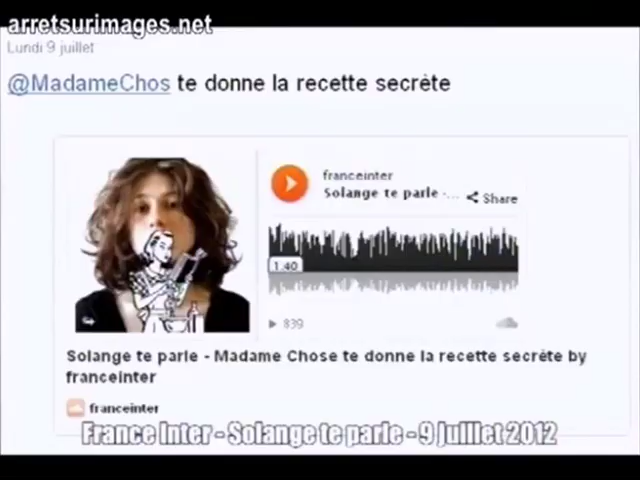 arretsurimages.net
Lundi 9 juillet
@MadameChos te donne la recette secrète
franceinter
Solange te parle -...
Share
1.40
839
Solange te parle - Madame Chose te donne la recette secrète by
franceinter
franceinter
France Inter - Solange te parle - 9 Juillet 2012